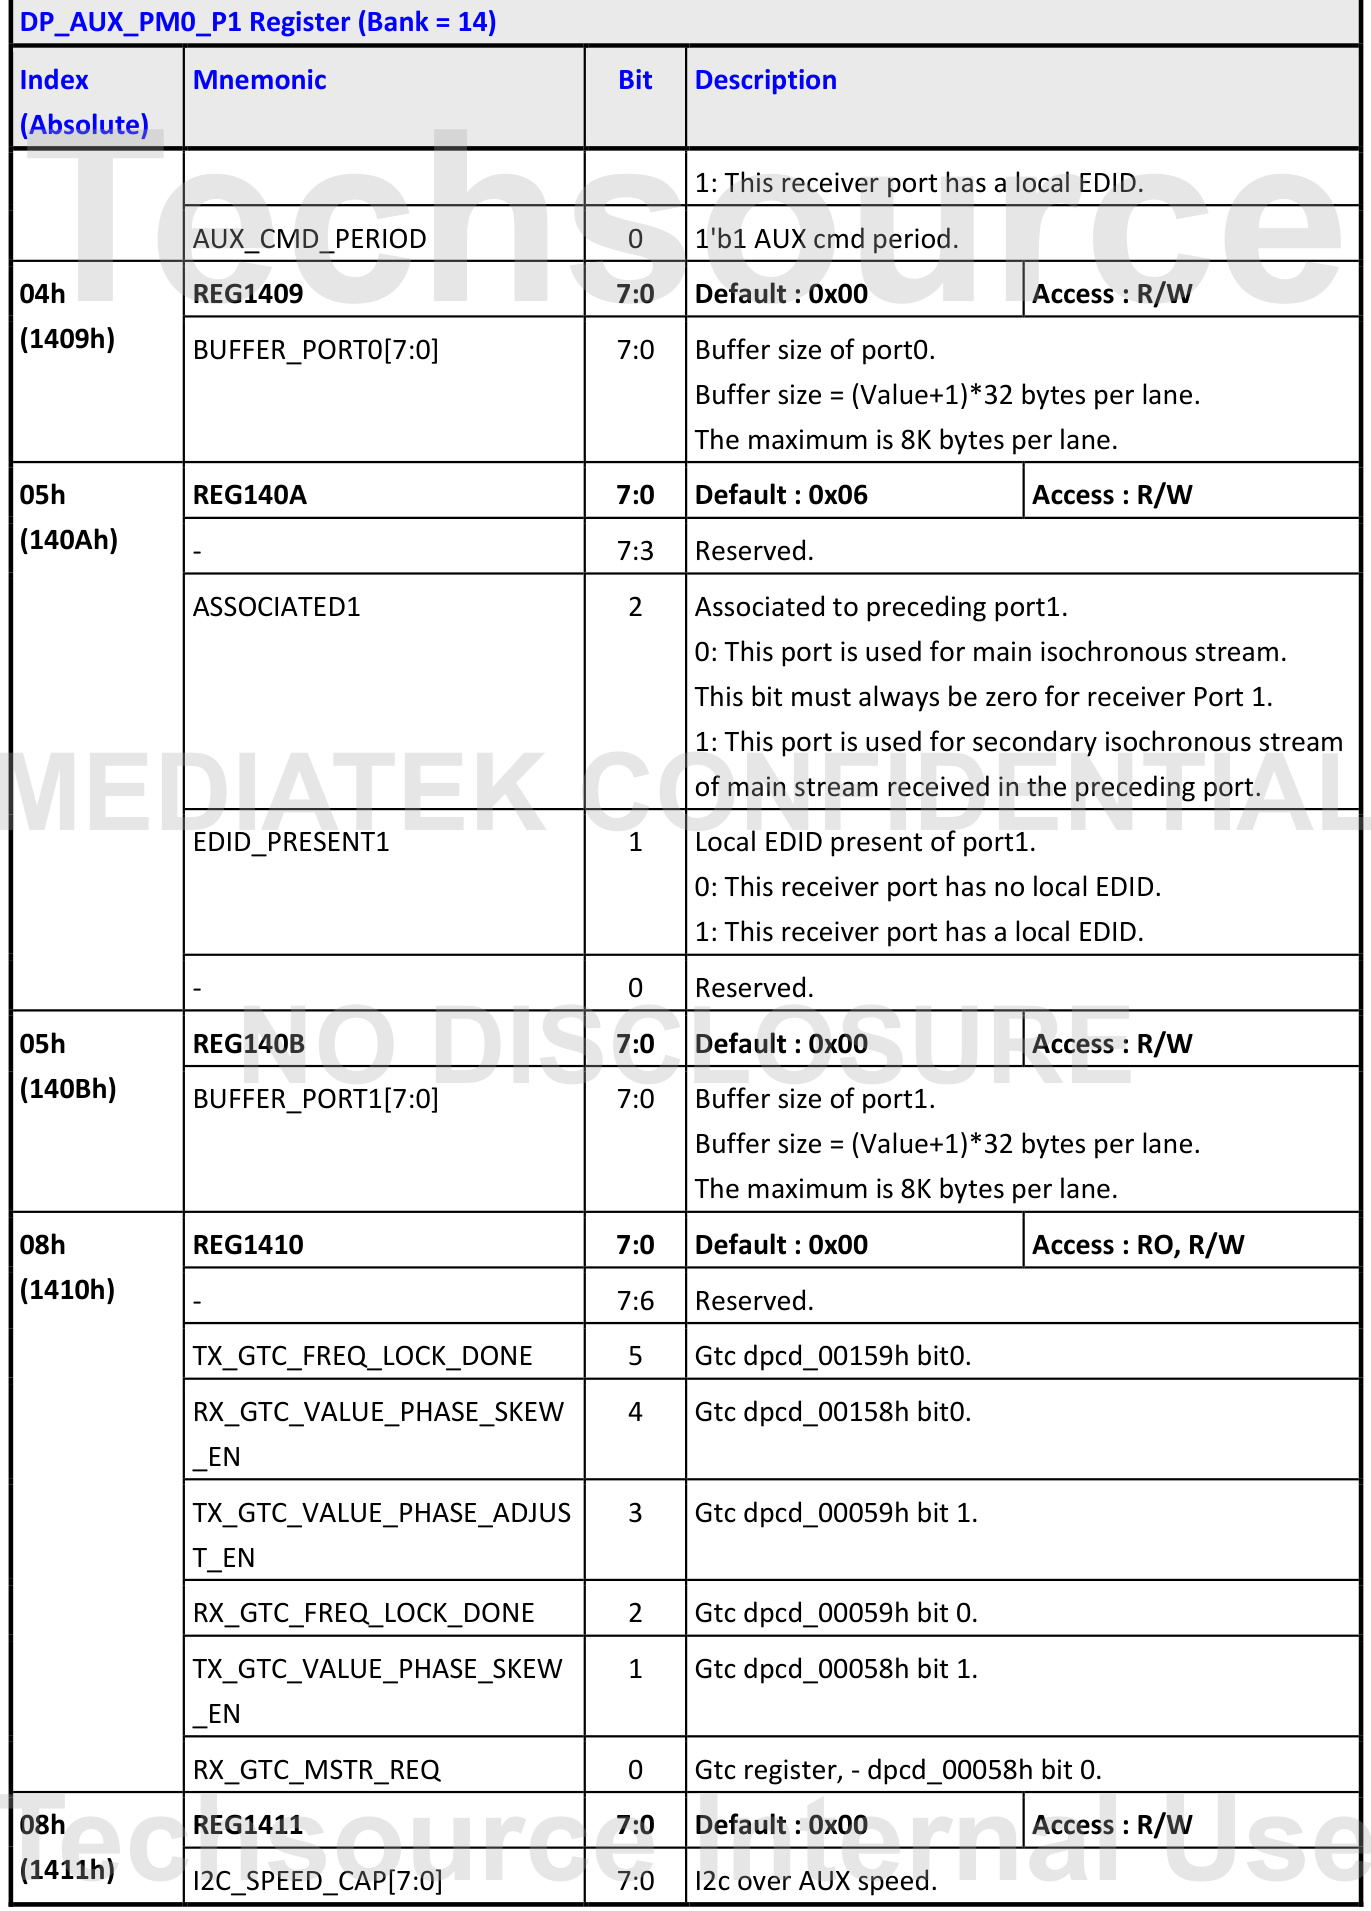 DP_AUX_PM0_P1 Register (Bank = 14)
Index
(Absolute)
Mnemonic
Bit
Description
1: This receiver port has a local EDID.
AUX_CMD_PERIOD
0
1'b1 AUX cmd period.
04h
(1409h)
REG1409
7:0
Default : 0x00
Access : R/W
BUFFER_PORT0[7:0]
7:0
Buffer size of port0.
Buffer size = (Value+1)*32 bytes per lane.
The maximum is 8K bytes per lane.
05h
(140Ah)
REG140A
7:0
Default : 0x06
Access : R/W
-
7:3
Reserved.
ASSOCIATED1
2
Associated to preceding port1.
0: This port is used for main isochronous stream.
This bit must always be zero for receiver Port 1.
1: This port is used for secondary isochronous stream
of main stream received in the preceding port.
EDID_PRESENT1
1
Local EDID present of port1.
0: This receiver port has no local EDID.
1: This receiver port has a local EDID.
-
0
Reserved.
05h
(140Bh)
REG140B
7:0
Default : 0x00
Access : R/W
BUFFER_PORT1[7:0]
7:0
Buffer size of port1.
Buffer size = (Value+1)*32 bytes per lane.
The maximum is 8K bytes per lane.
08h
(1410h)
REG1410
7:0
Default : 0x00
Access : RO, R/W
-
7:6
Reserved.
TX_GTC_FREQ_LOCK_DONE
5
Gtc dpcd_00159h bit0.
RX_GTC_VALUE_PHASE_SKEW
_EN
4
Gtc dpcd_00158h bit0.
TX_GTC_VALUE_PHASE_ADJUS
T_EN
3
Gtc dpcd_00059h bit 1.
RX_GTC_FREQ_LOCK_DONE
2
Gtc dpcd_00059h bit 0.
TX_GTC_VALUE_PHASE_SKEW
_EN
1
Gtc dpcd_00058h bit 1.
RX_GTC_MSTR_REQ
0
Gtc register, - dpcd_00058h bit 0.
08h
(1411h)
REG1411
7:0
Default : 0x00
Access : R/W
I2C_SPEED_CAP[7:0]
7:0
I2c over AUX speed.
Techsource
MEDIATEK CONFIDENTIAL
NO DISCLOSURE
Techsource Internal Use